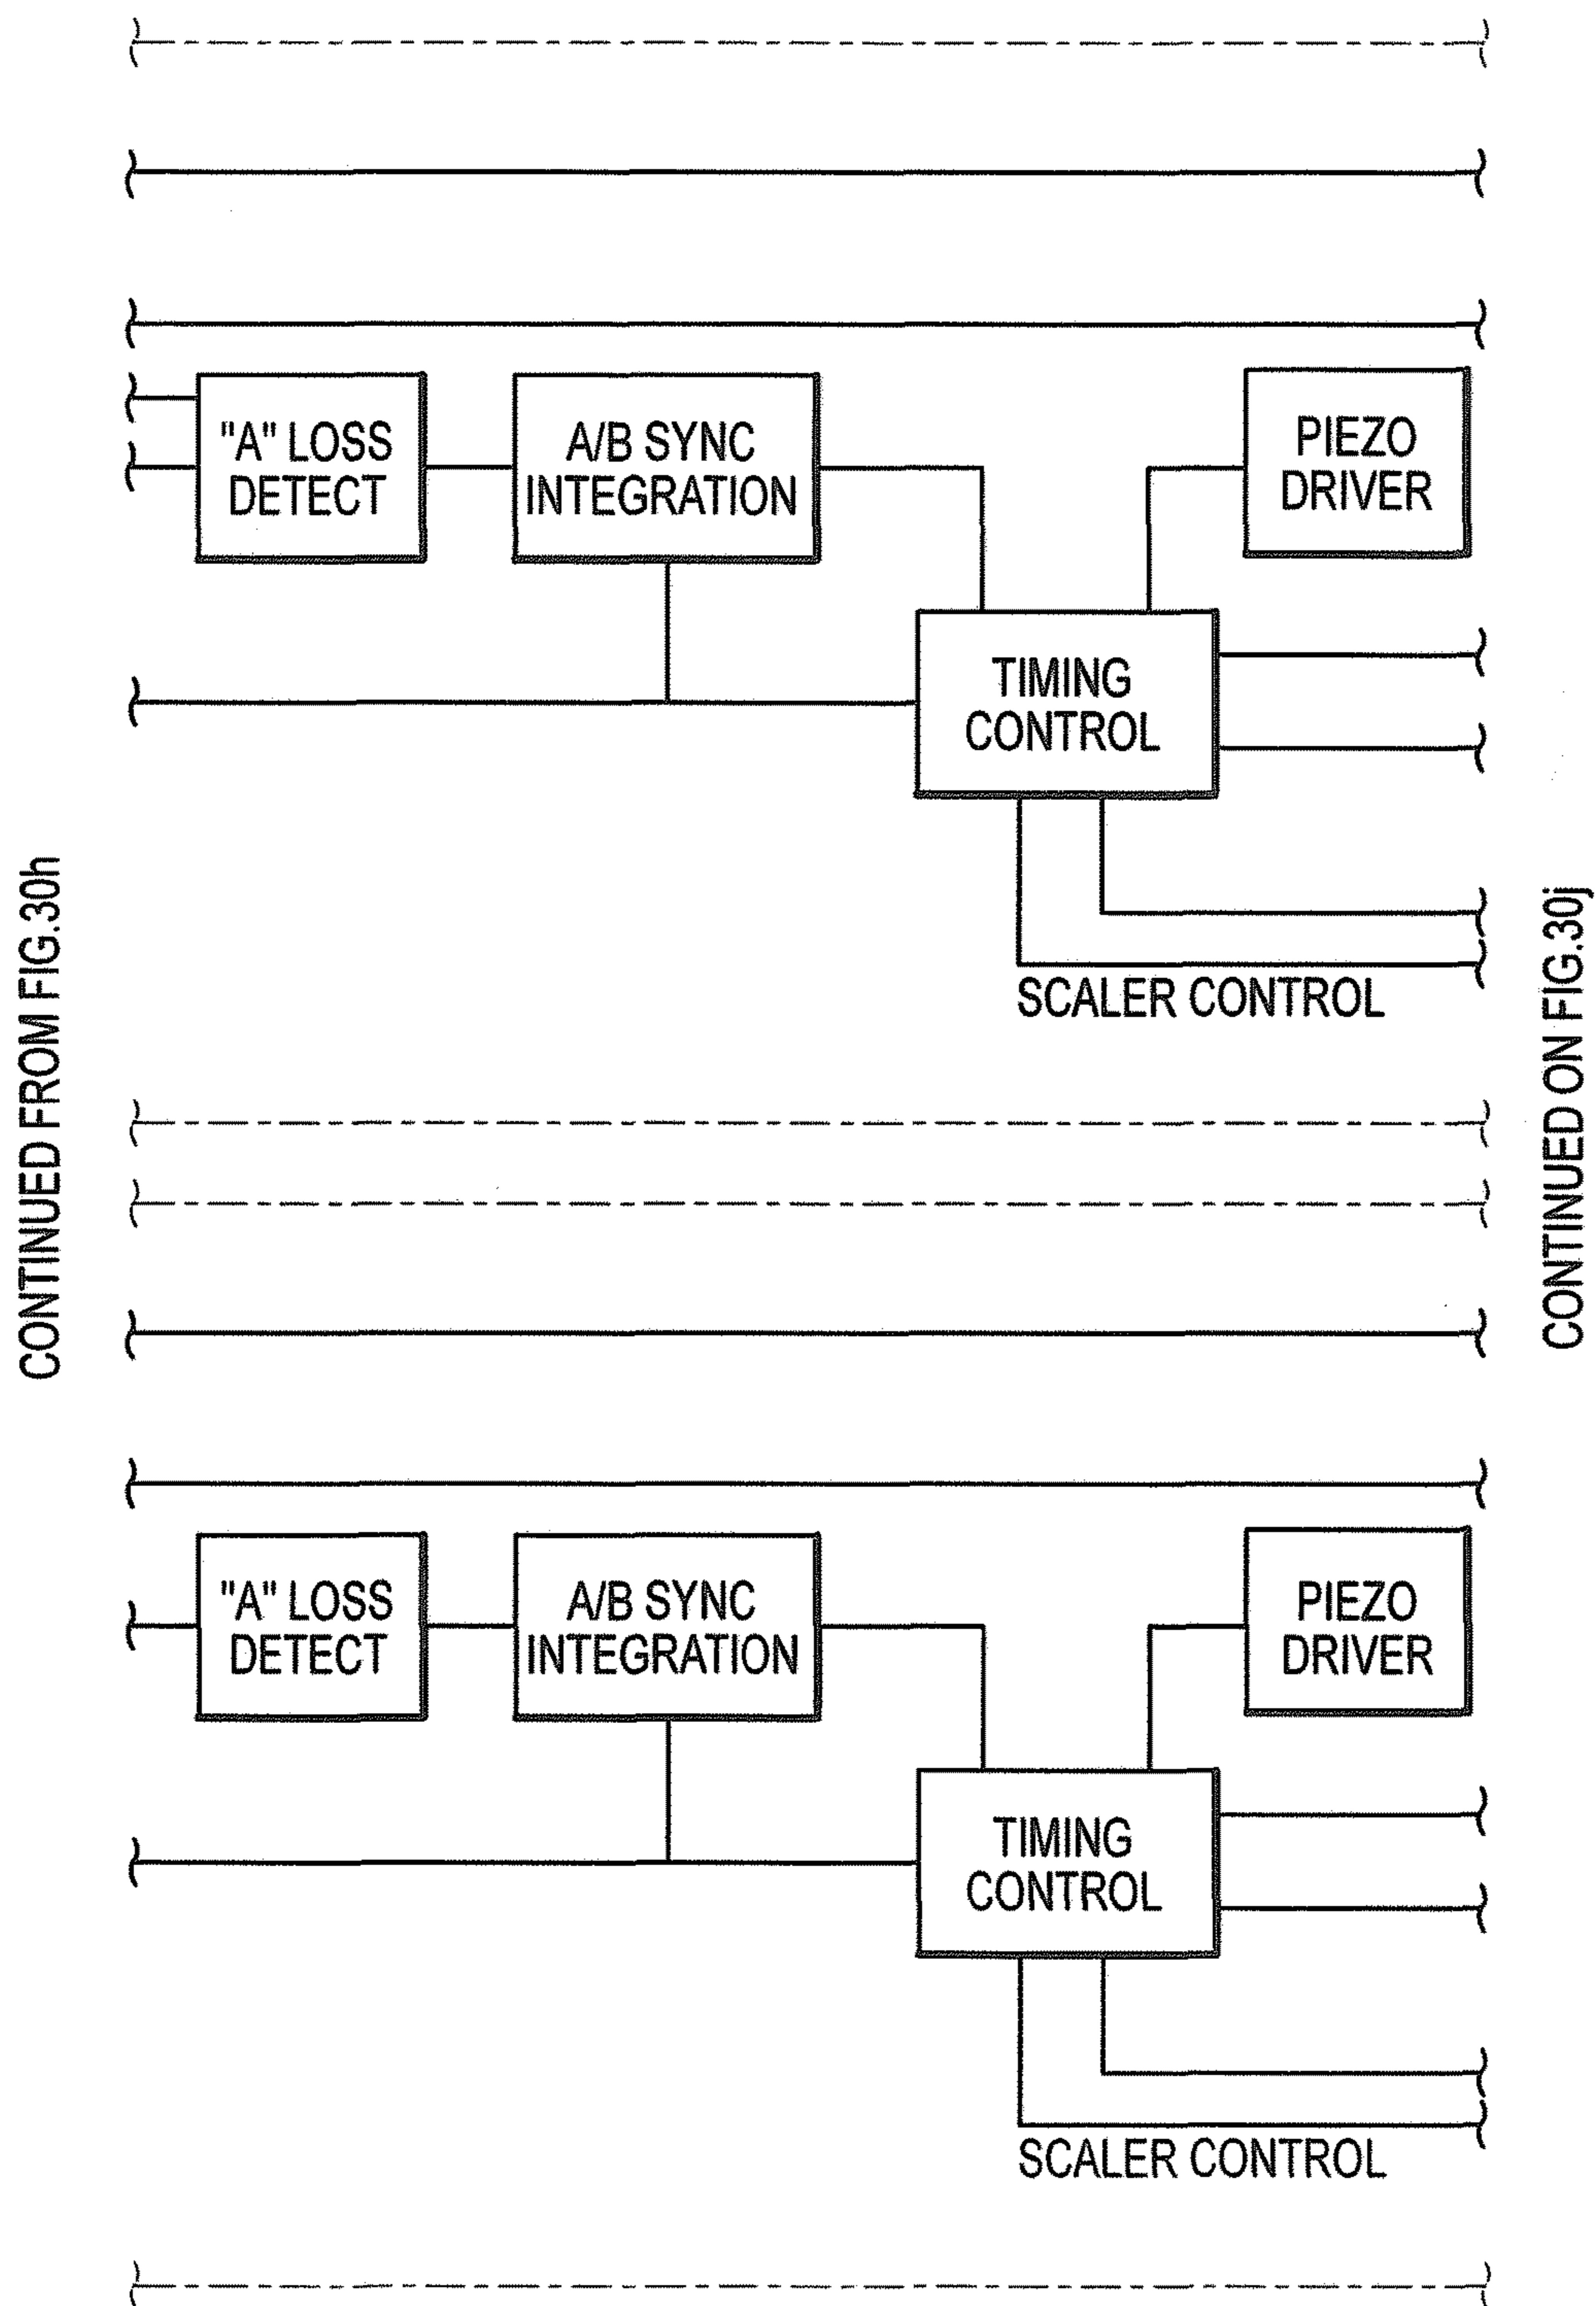 CONTINUED FROM FIG.30h
"A" LOSS
DETECT
A/B SYNC
INTEGRATION
PIEZO
DRIVER
TIMING
CONTROL
SCALER CONTROL
"A" LOSS
DETECT
A/B SYNC
INTEGRATION
PIEZO
DRIVER
TIMING
CONTROL
SCALER CONTROL
CONTINUED ON FIG.30j